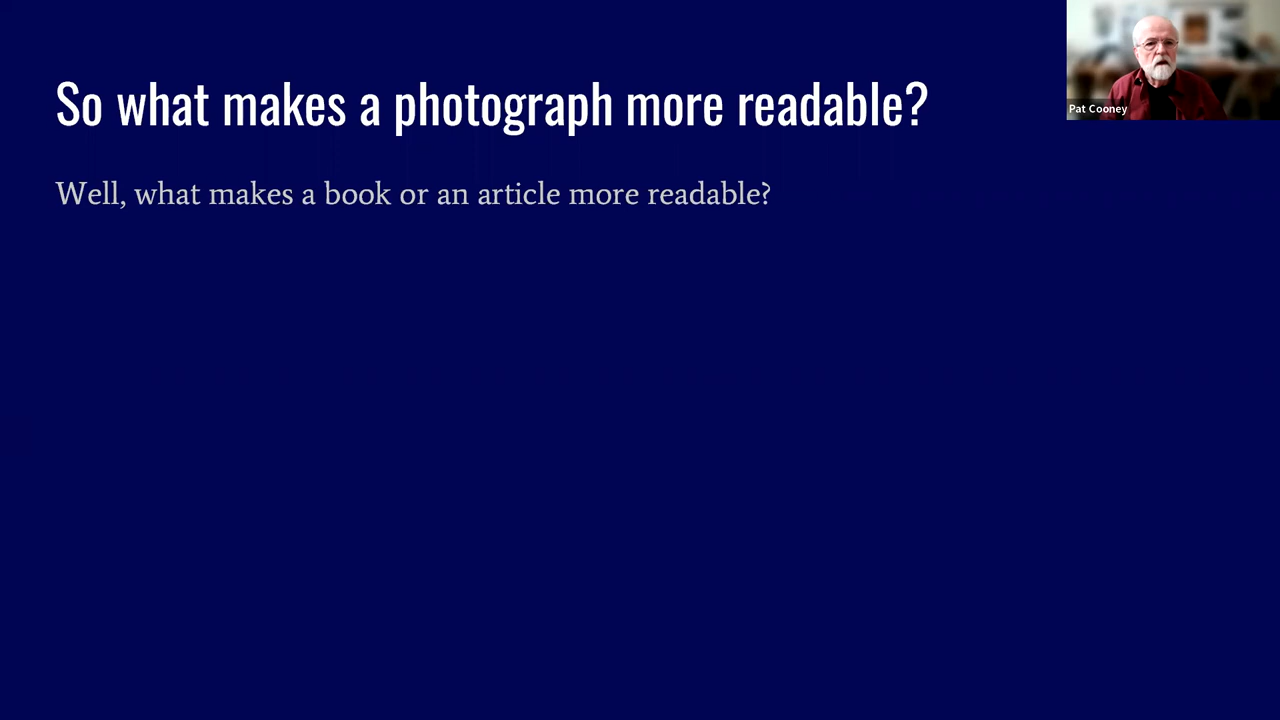 So what makes a photograph more readable?
Well, what makes a book or an article more readable?
Pat Cooney